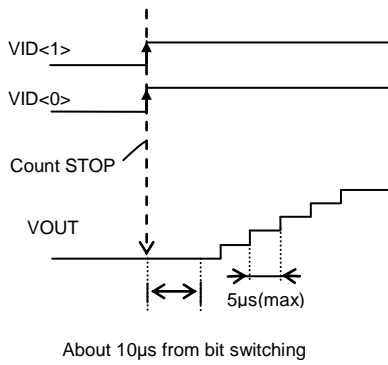 VID<1>
VID<0>
Count STOP
VOUT
5µs(max)
About 10µs from bit switching